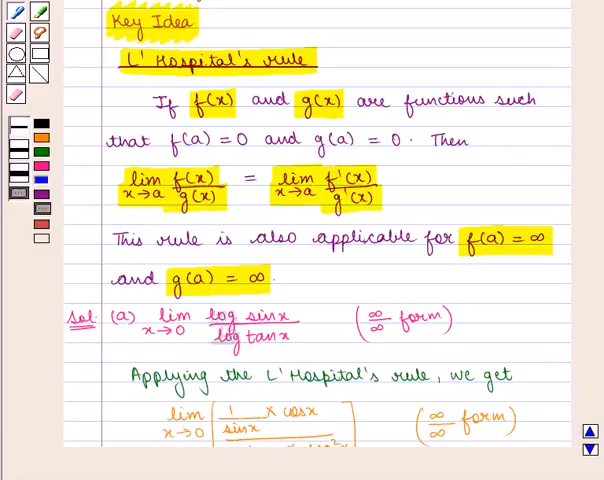 Key Idea
L' Hospital's rule
If f(x) and g(x) are functions such
that f(a) = 0 and g(a) = 0. Then
lim x→a f(x)/g(x) = lim x→a f'(x)/g'(x)
This rule is also applicable for f(a) = ∞
and g(a) = ∞
Sol. (a) lim x→0 log sinx / log tanx (∞/∞ form)
Applying the L' Hospital's rule, we get
lim x→0 [ 1/sinx × cosx (∞/∞ form)